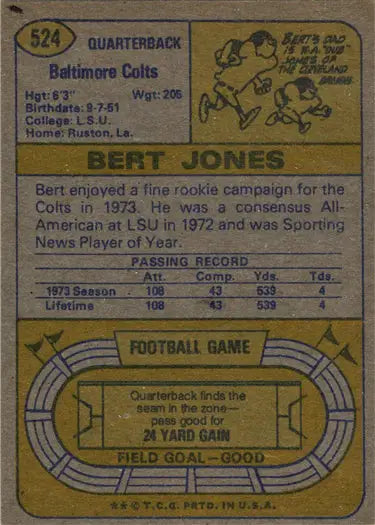 524
QUARTERBACK
Baltimore Colts
Hgt: 6'3" Wgt: 205
Birthdate: 9-7-51
College: L.S.U.
Home: Ruston, La.
BERT'S DAD
IS EX-"DUB"
JONES OF
THE CLEVELAND
BROWNS
BERT JONES
Bert enjoyed a fine rookie campaign for the
Colts in 1973. He was a consensus All-
American at LSU in 1972 and was Sporting
News Player of Year.
PASSING RECORD
Att. Comp. Yds. Tds.
1973 Season 108 43 539 4
Lifetime 108 43 539 4
FOOTBALL GAME
Quarterback finds the
seam in the zone—
pass good for
24 YARD GAIN
FIELD GOAL—GOOD
** © T.C.G. PRTD. IN U.S.A.